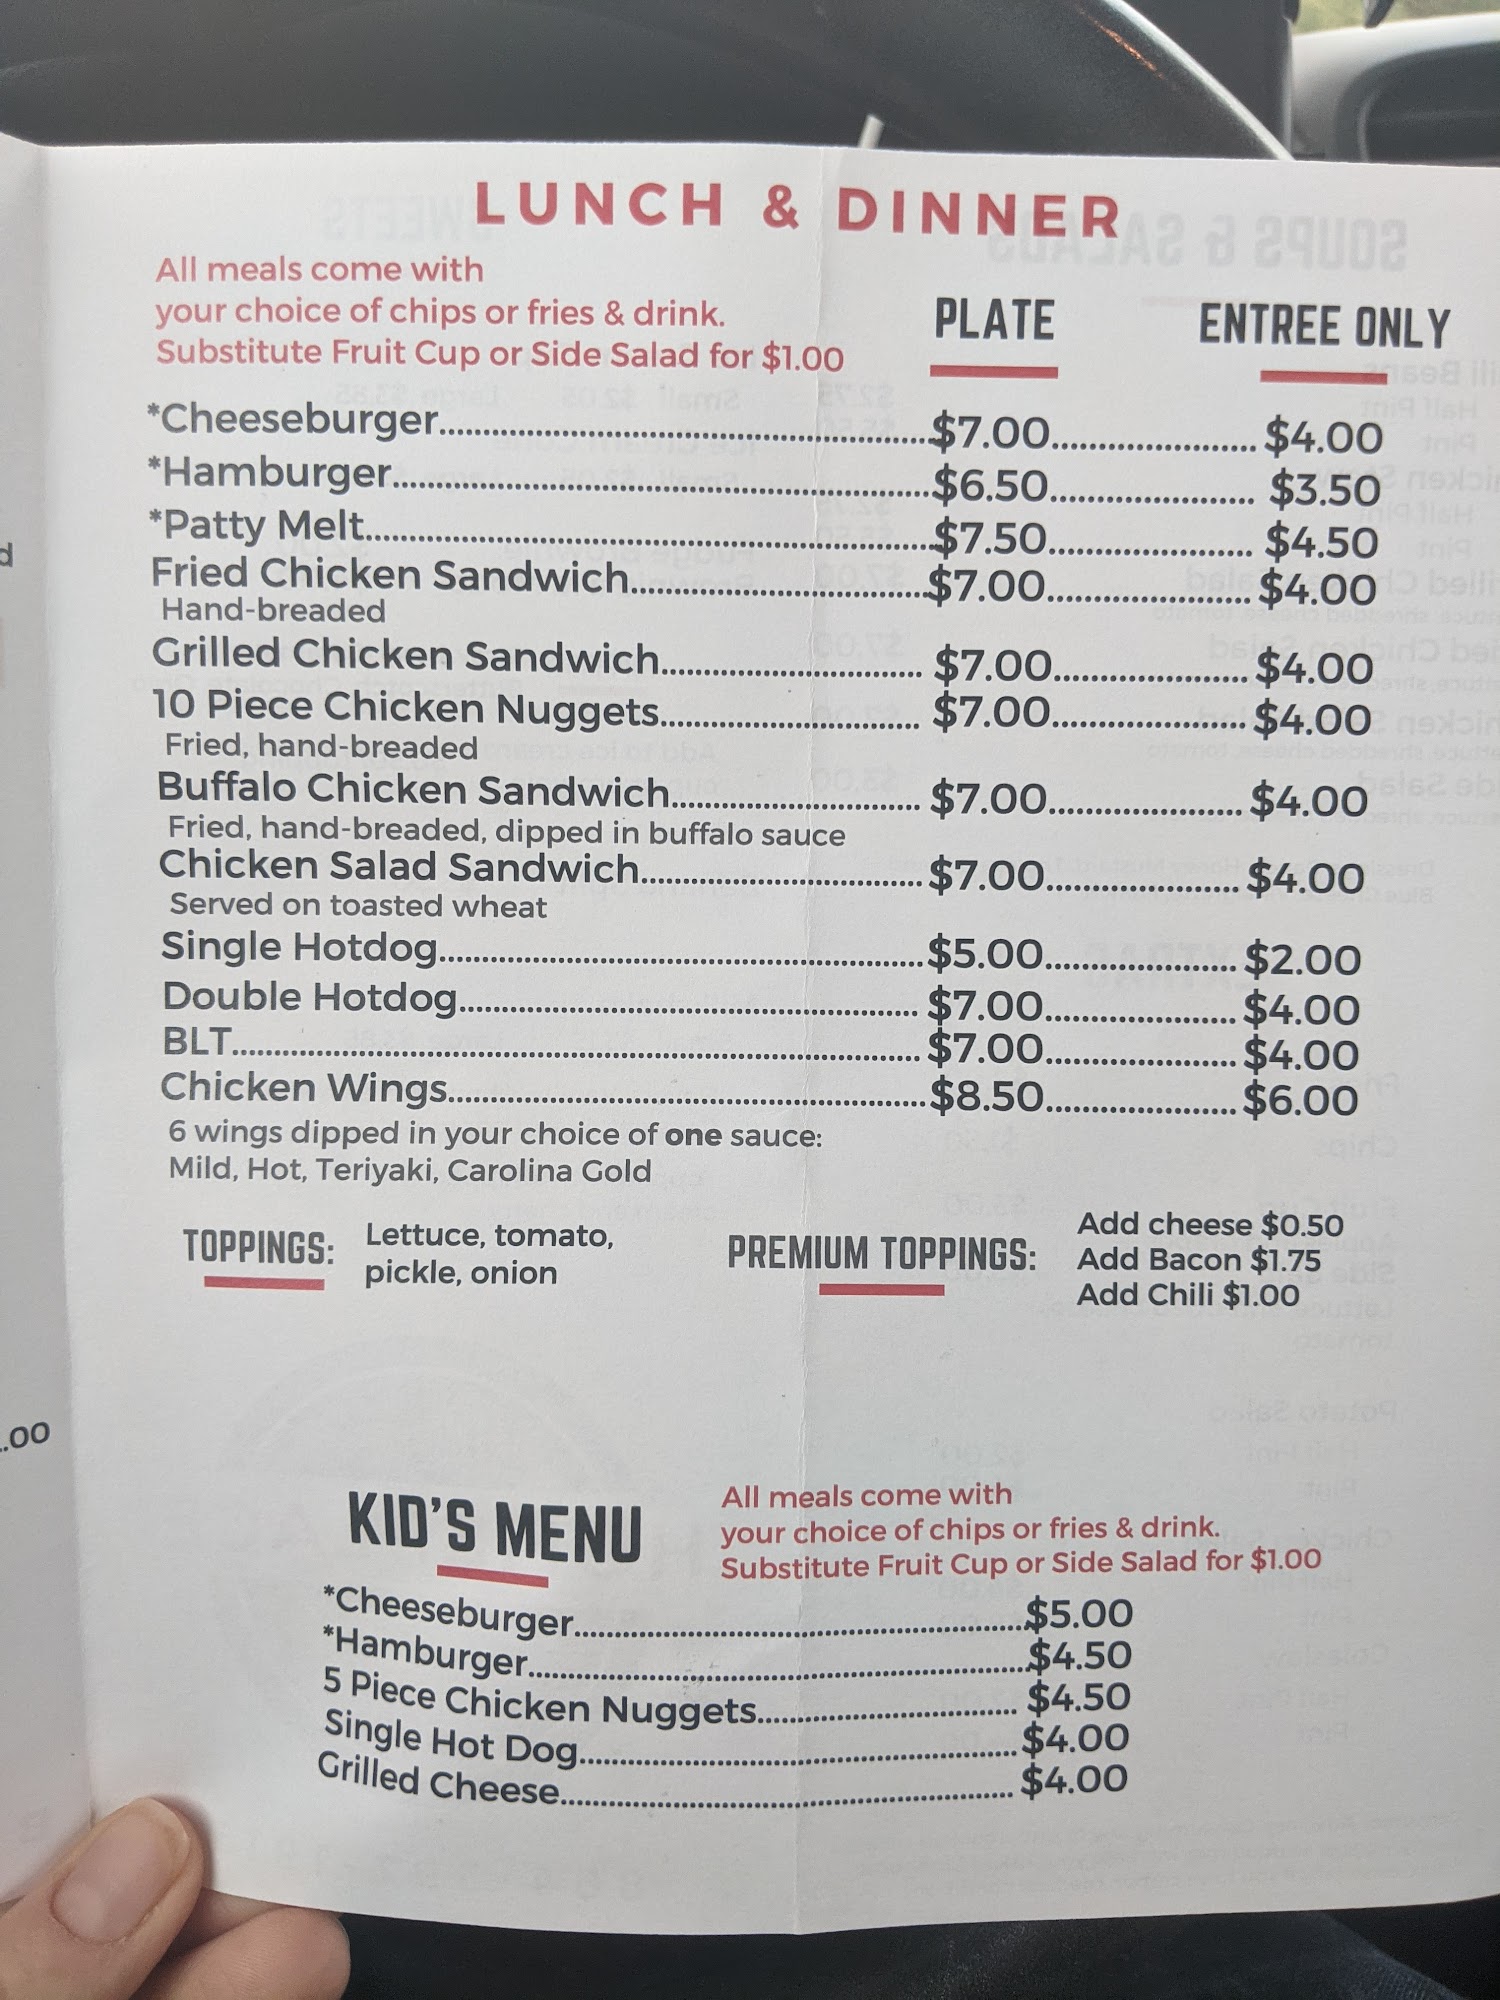 LUNCH & DINNER
All meals come with
your choice of chips or fries & drink.
Substitute Fruit Cup or Side Salad for $1.00
PLATE ENTREE ONLY
*Cheeseburger $7.00 $4.00
*Hamburger $6.50 $3.50
*Patty Melt $7.50 $4.50
Fried Chicken Sandwich $7.00 $4.00
Hand-breaded
Grilled Chicken Sandwich $7.00 $4.00
10 Piece Chicken Nuggets $7.00 $4.00
Fried, hand-breaded
Buffalo Chicken Sandwich $7.00 $4.00
Fried, hand-breaded, dipped in buffalo sauce
Chicken Salad Sandwich $7.00 $4.00
Served on toasted wheat
Single Hotdog $5.00 $2.00
Double Hotdog $7.00 $4.00
BLT $7.00 $4.00
Chicken Wings $8.50 $6.00
6 wings dipped in your choice of one sauce:
Mild, Hot, Teriyaki, Carolina Gold
TOPPINGS: Lettuce, tomato,
pickle, onion
PREMIUM TOPPINGS: Add cheese $0.50
Add Bacon $1.75
Add Chili $1.00
.00
KID'S MENU
All meals come with
your choice of chips or fries & drink.
Substitute Fruit Cup or Side Salad for $1.00
*Cheeseburger $5.00
*Hamburger $4.50
5 Piece Chicken Nuggets $4.50
Single Hot Dog $4.00
Grilled Cheese $4.00